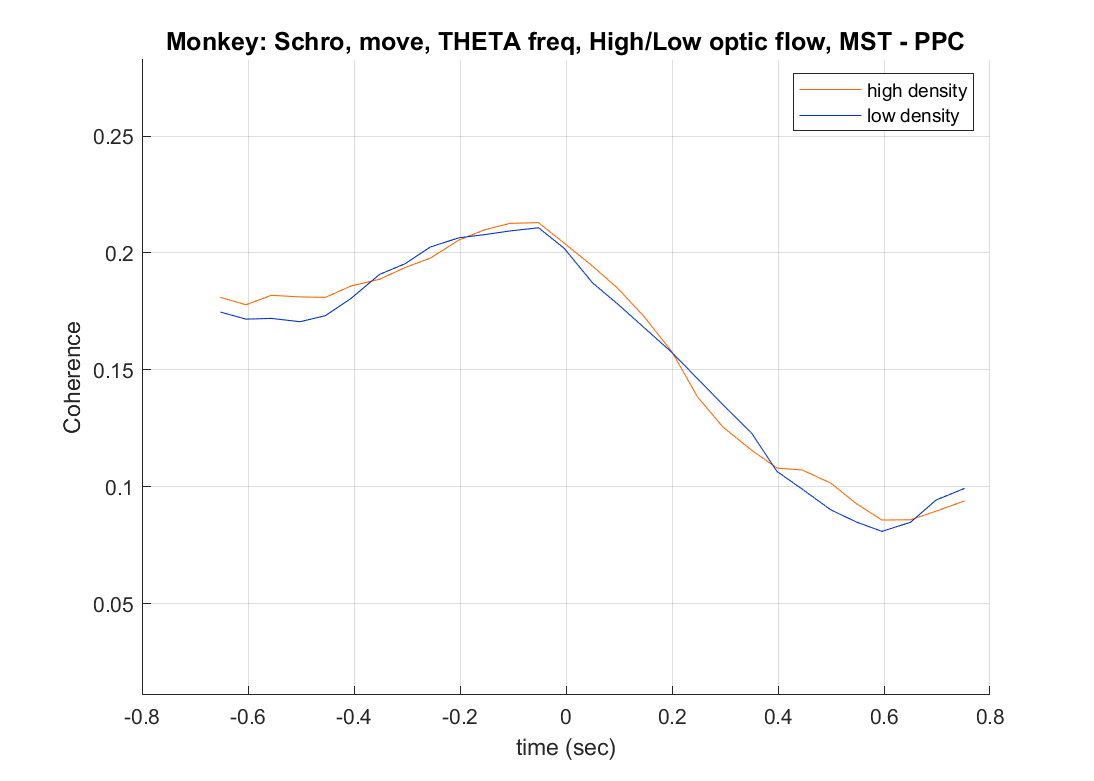 Monkey: Schro, move, THETA freq, High/Low optic flow, MST - PPC
high density
low density
0.25
0.2
0.15
0.1
0.05
Coherence
-0.8 -0.6 -0.4 -0.2 0 0.2 0.4 0.6 0.8
time (sec)